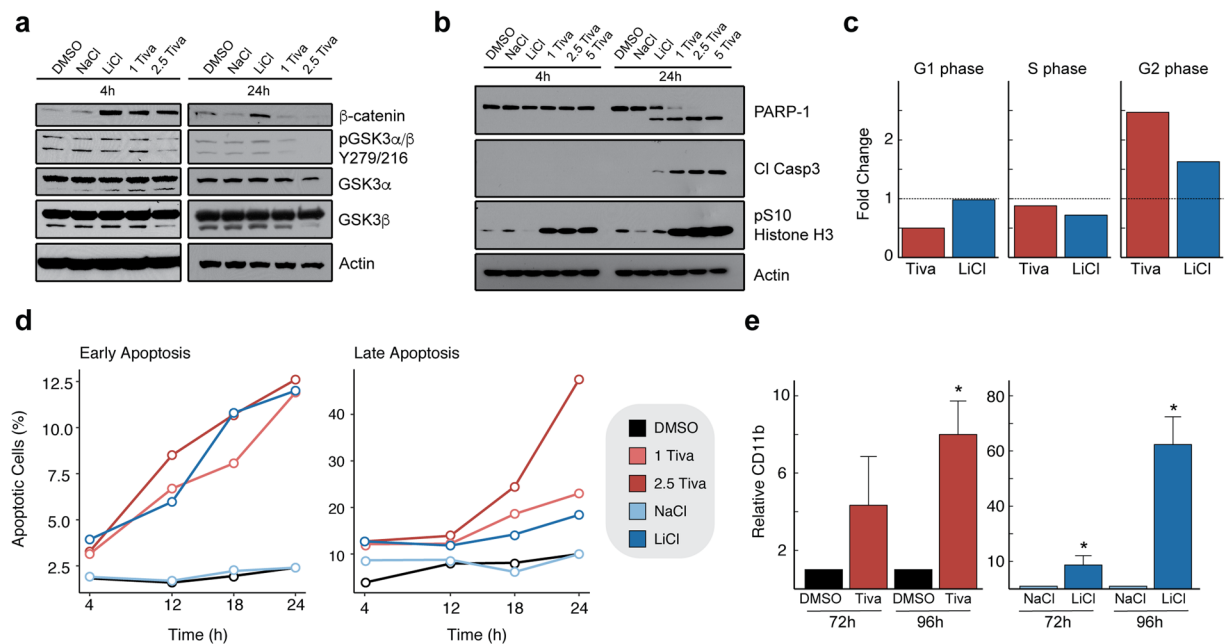 a
DMSO NaCl LiCl 1 Tiva 2.5 Tiva DMSO NaCl LiCl 1 Tiva 2.5 Tiva
4h 24h
β-catenin
pGSK3α/β
Y279/216
GSK3α
GSK3β
Actin
b
DMSO NaCl LiCl 1 Tiva 2.5 Tiva 5 Tiva DMSO NaCl LiCl 1 Tiva 2.5 Tiva 5 Tiva
4h 24h
PARP-1
Cl Casp3
pS10
Histone H3
Actin
c
G1 phase S phase G2 phase
Fold Change
2
1
0
Tiva LiCl Tiva LiCl Tiva LiCl
d
Early Apoptosis Late Apoptosis
Apoptotic Cells (%)
12.5
10.0
7.5
5.0
2.5
40
30
20
10
4 12 18 24 4 12 18 24
Time (h) Time (h)
DMSO
1 Tiva
2.5 Tiva
NaCl
LiCl
e
Relative CD11b
10
6
2
* *
80
60
40
20
10
* *
DMSO Tiva DMSO Tiva NaCl LiCl NaCl LiCl
72h 96h 72h 96h